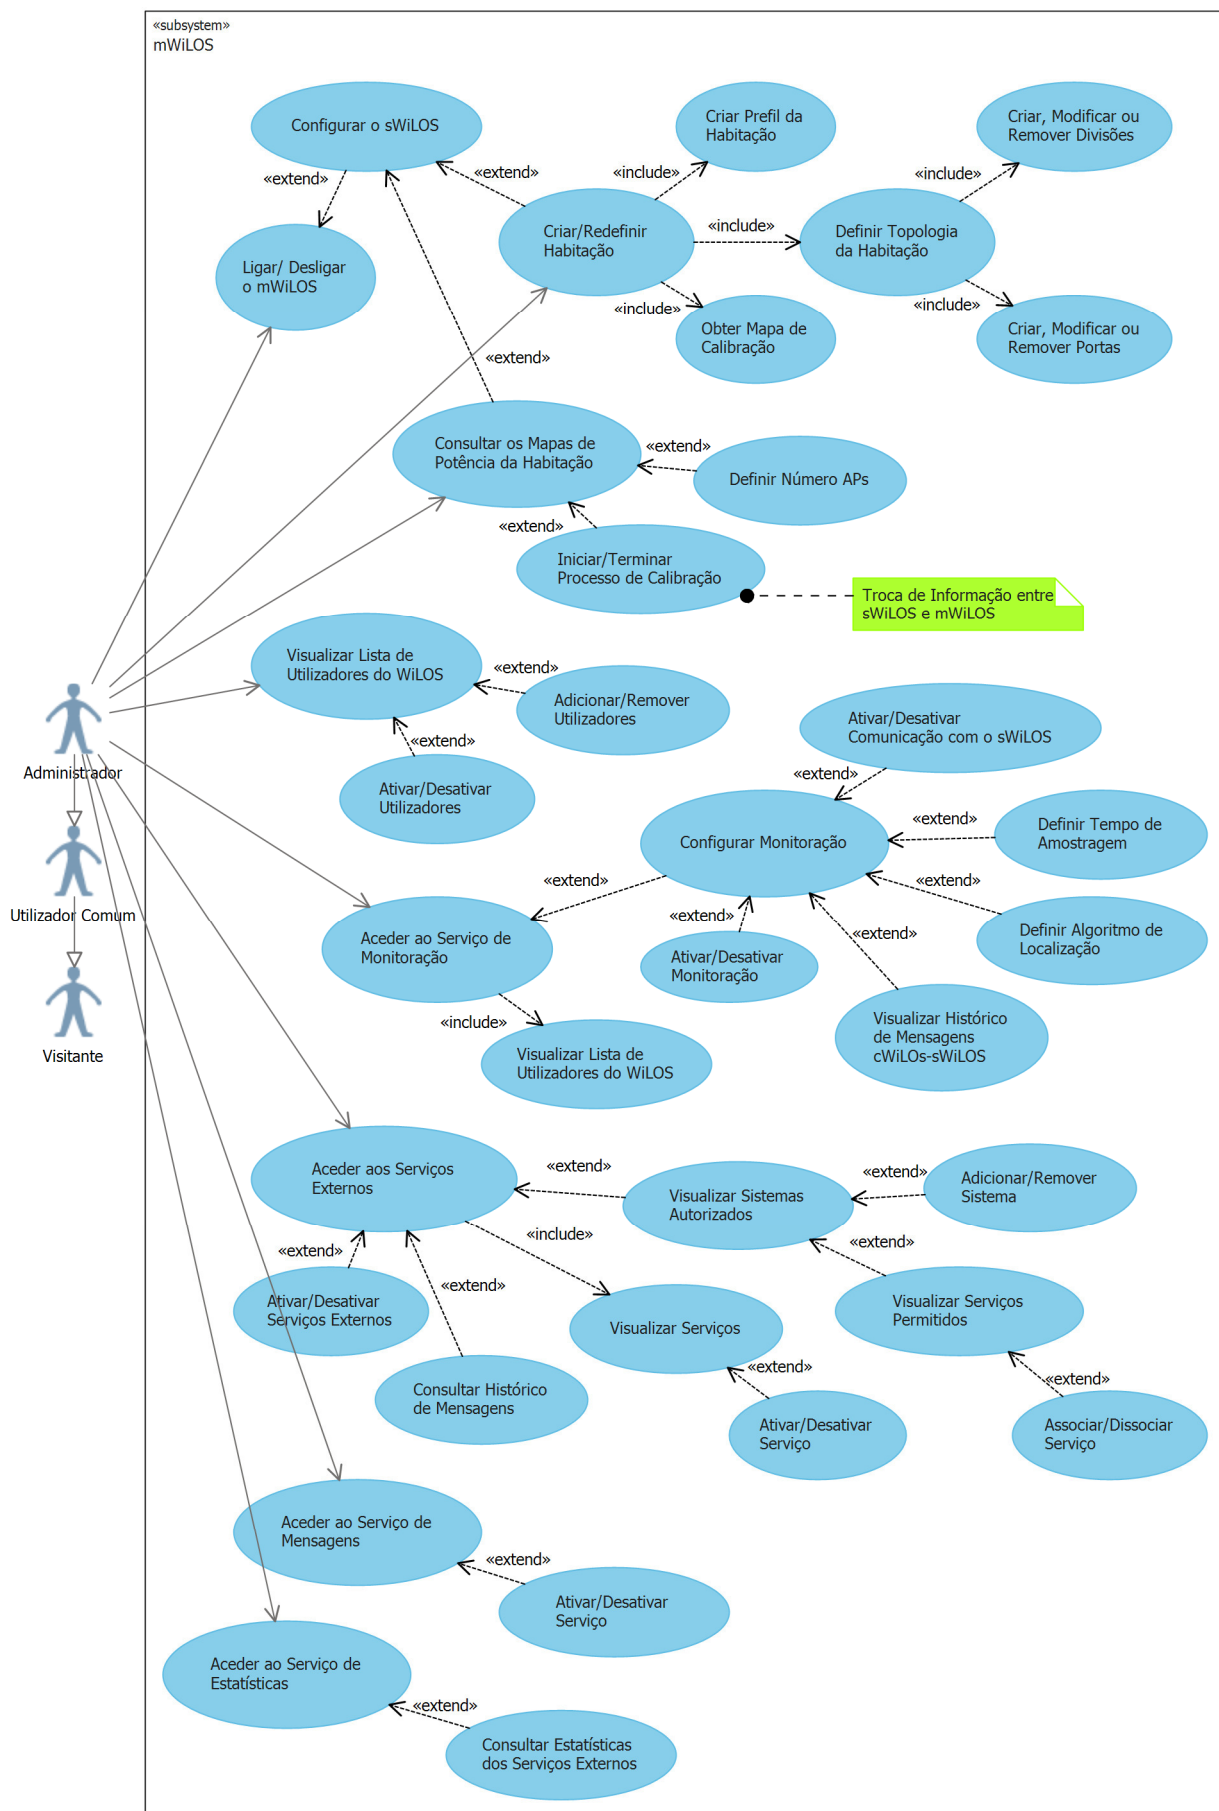 «subsystem»
mWiLOS
Configurar o sWiLOS
Criar Prefil da
Habitação
Criar, Modificar ou
Remover Divisões
«extend»
«extend»
«include»
«include»
Ligar/ Desligar
o mWiLOS
Criar/Redefinir
Habitação
«include»
Definir Topologia
da Habitação
«include»
«include»
Obter Mapa de
Calibração
Criar, Modificar ou
Remover Portas
«extend»
Consultar os Mapas de
Potência da Habitação
«extend»
Definir Número APs
«extend»
Iniciar/Terminar
Processo de Calibração
Troca de Informação entre
sWiLOS e mWiLOS
Visualizar Lista de
Utilizadores do WiLOS
«extend»
Adicionar/Remover
Utilizadores
«extend»
Ativar/Desativar
Utilizadores
Administrador
Utilizador Comum
Visitante
Ativar/Desativar
Comunicação com o sWiLOS
«extend»
Configurar Monitoração
«extend»
Definir Tempo de
Amostragem
«extend»
«extend»
Definir Algoritmo de
Localização
«extend»
«extend»
Aceder ao Serviço de
Monitoração
Ativar/Desativar
Monitoração
«include»
Visualizar Histórico
de Mensagens
cWiLOs-sWiLOS
Visualizar Lista de
Utilizadores do WiLOS
Aceder aos Serviços
Externos
«extend»
Visualizar Sistemas
Autorizados
«extend»
Adicionar/Remover
Sistema
«extend»
«include»
«extend»
Ativar/Desativar
Serviços Externos
«extend»
Visualizar Serviços
Visualizar Serviços
Permitidos
Consultar Histórico
de Mensagens
«extend»
«extend»
Ativar/Desativar
Serviço
Associar/Dissociar
Serviço
Aceder ao Serviço de
Mensagens
«extend»
Ativar/Desativar
Serviço
Aceder ao Serviço de
Estatísticas
«extend»
Consultar Estatísticas
dos Serviços Externos